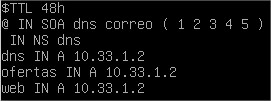 $TTL 48h
@ IN SOA dns correo ( 1 2 3 4 5 )
 IN NS dns
dns IN A 10.33.1.2
ofertas IN A 10.33.1.2
web IN A 10.33.1.2